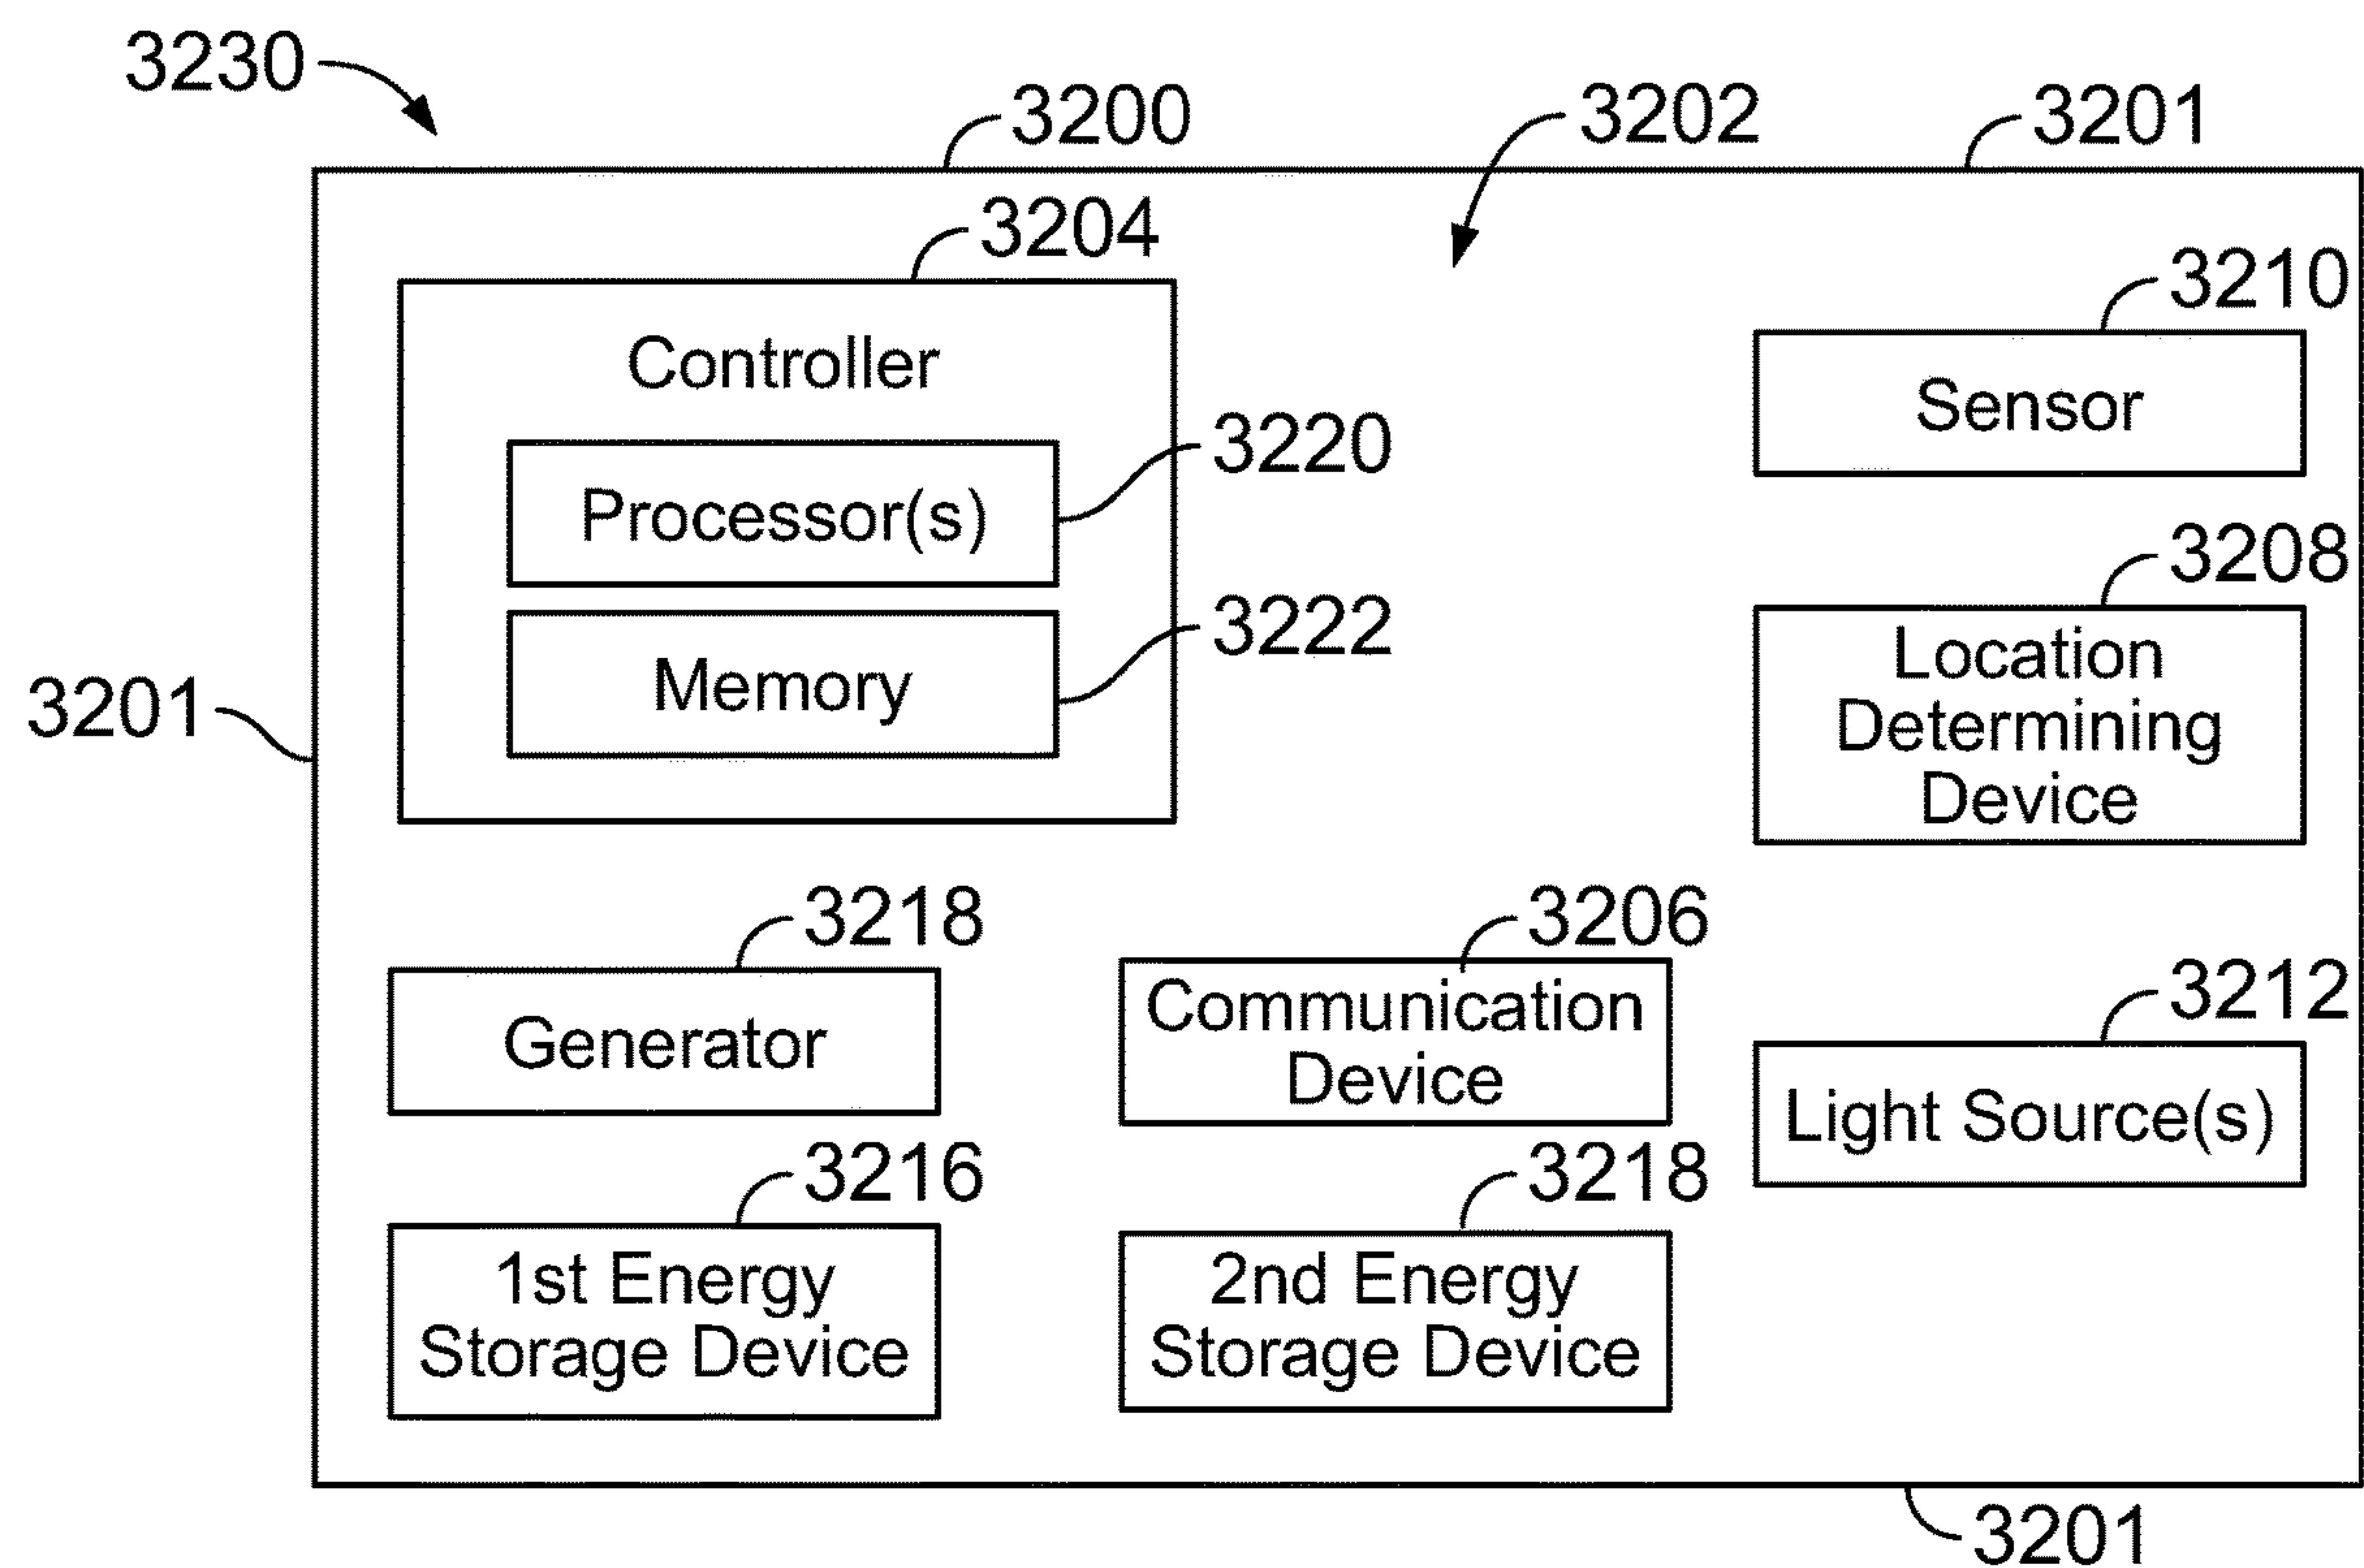 3230
3200
3202
3201
3204
3210
Controller
Sensor
3220
Processor(s)
3208
3222
Location
Determining
Device
Memory
3201
3218
3206
3212
Generator
Communication
Device
Light Source(s)
3216
3218
1st Energy
Storage Device
2nd Energy
Storage Device
3201